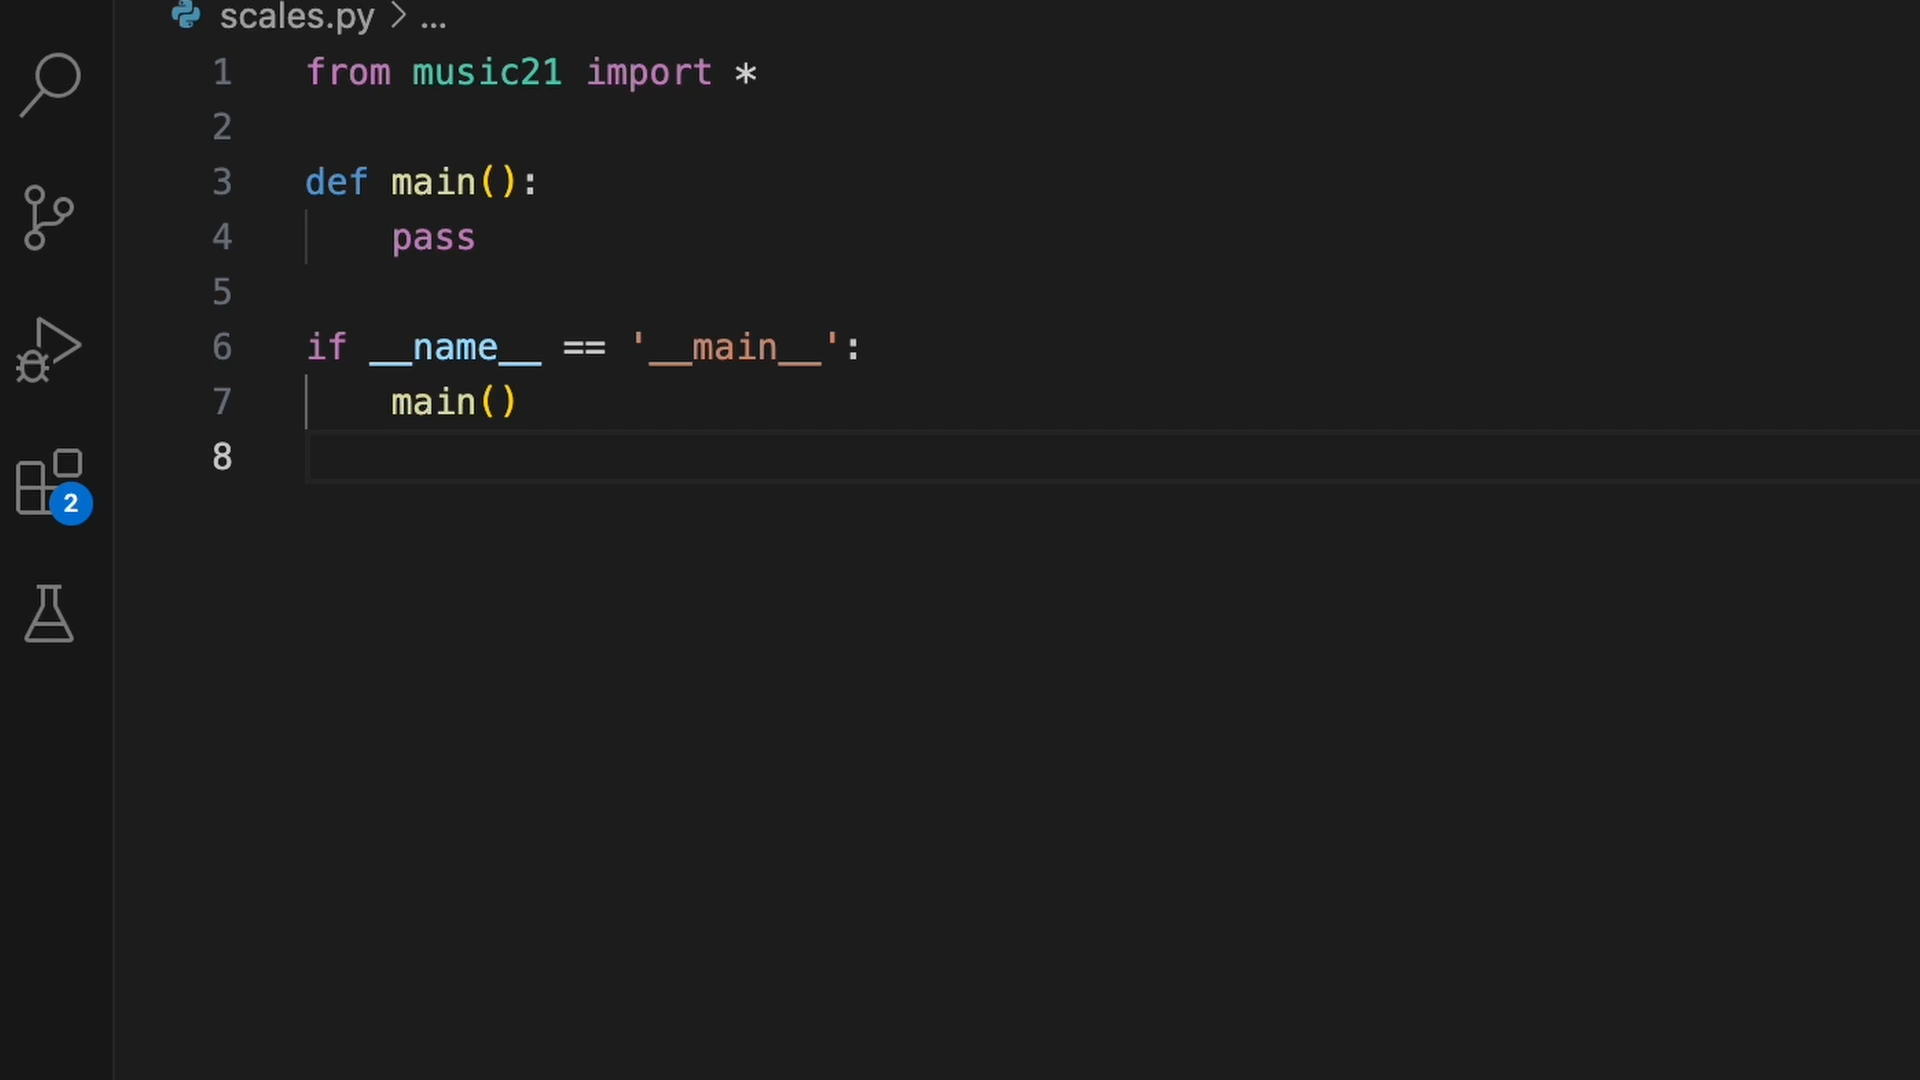 scales.py > ...
1 from music21 import *
2
3 def main():
4     pass
5
6 if __name__ == '__main__':
7     main()
8
2